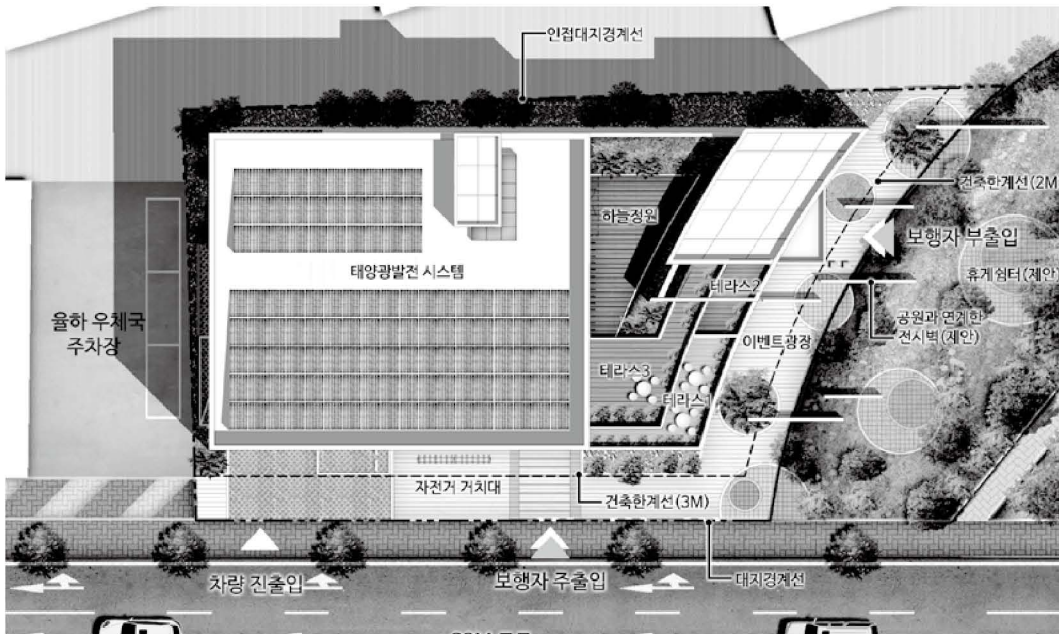 인접대지경계선
건축한계선(2M)
하늘정원
보행자 부출입
태양광발전 시스템
휴게쉼터(제안)
테라스2
율하 우체국
주차장
공원과 연계한
전시벽(제안)
이벤트광장
테라스3
테라스1
자전거 거치대
건축한계선(3M)
차량 진출입
보행자 주출입
대지경계선